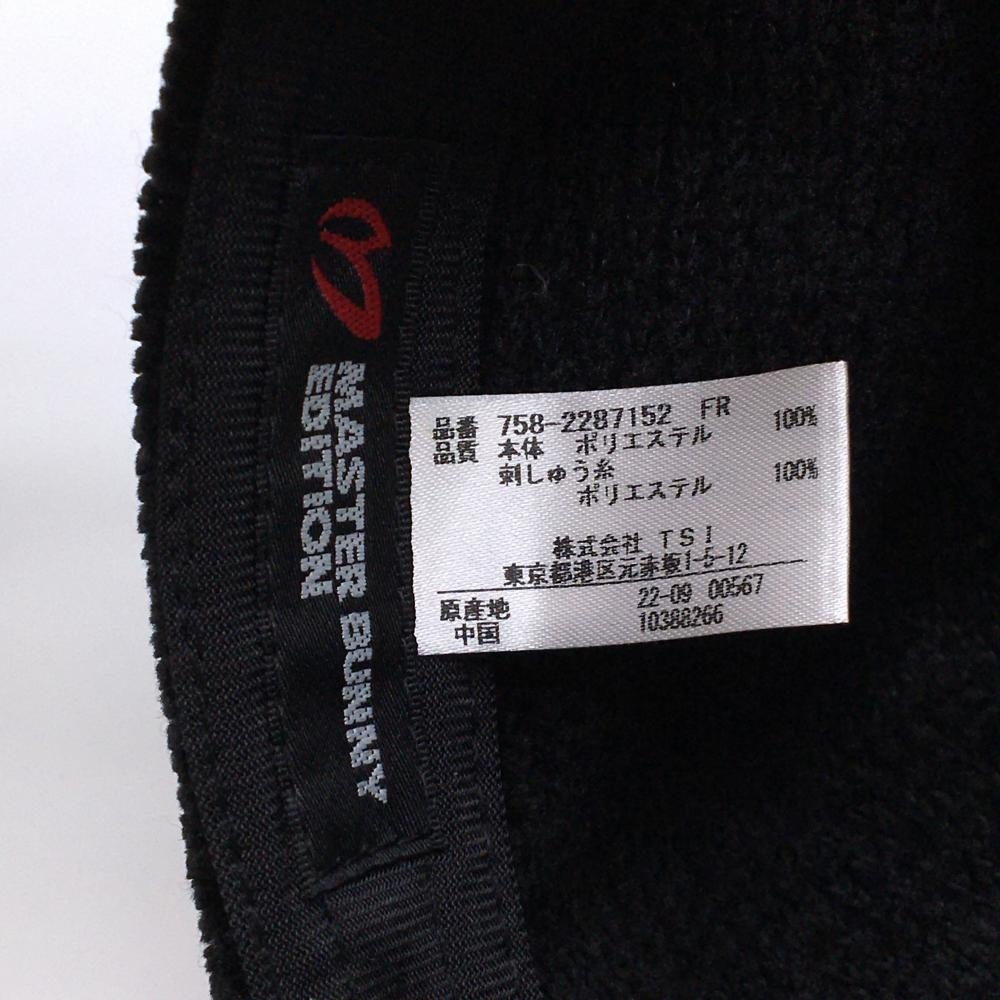 MASTER BUNNY
EDITION
品番 758-2287152 FR
品質 本体 ポリエステル 100%
刺しゅう糸
ポリエステル 100%
株式会社 TSI
東京都港区元赤坂1-5-12
原産地 22-09 00567
中国 10388266